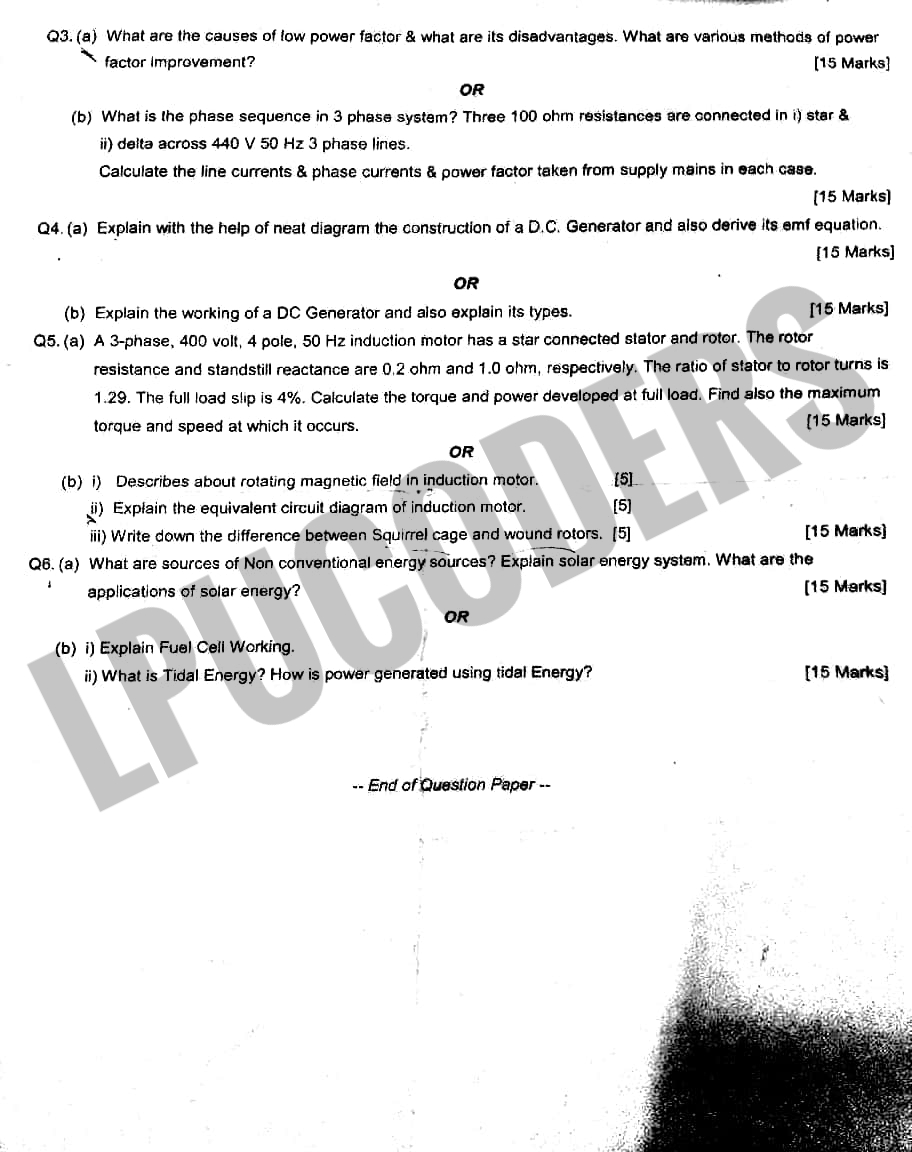 Q3. (a) What are the causes of low power factor & what are its disadvantages. What are various methods of power
factor improvement? [15 Marks]
OR
(b) What is the phase sequence in 3 phase system? Three 100 ohm resistances are connected in i) star &
ii) delta across 440 V 50 Hz 3 phase lines.
Calculate the line currents & phase currents & power factor taken from supply mains in each case.
[15 Marks]
Q4. (a) Explain with the help of neat diagram the construction of a D.C. Generator and also derive its emf equation.
[15 Marks]
OR
(b) Explain the working of a DC Generator and also explain its types. [15 Marks]
Q5. (a) A 3-phase, 400 volt, 4 pole, 50 Hz induction motor has a star connected stator and rotor. The rotor
resistance and standstill reactance are 0.2 ohm and 1.0 ohm, respectively. The ratio of stator to rotor turns is
1.29. The full load slip is 4%. Calculate the torque and power developed at full load. Find also the maximum
torque and speed at which it occurs. [15 Marks]
OR
(b) i) Describes about rotating magnetic field in induction motor. [5]
ii) Explain the equivalent circuit diagram of induction motor. [5]
iii) Write down the difference between Squirrel cage and wound rotors. [5] [15 Marks]
Q6. (a) What are sources of Non conventional energy sources? Explain solar energy system. What are the
applications of solar energy? [15 Marks]
OR
(b) i) Explain Fuel Cell Working.
ii) What is Tidal Energy? How is power generated using tidal Energy? [15 Marks]
LPUCODERS
-- End of Question Paper --